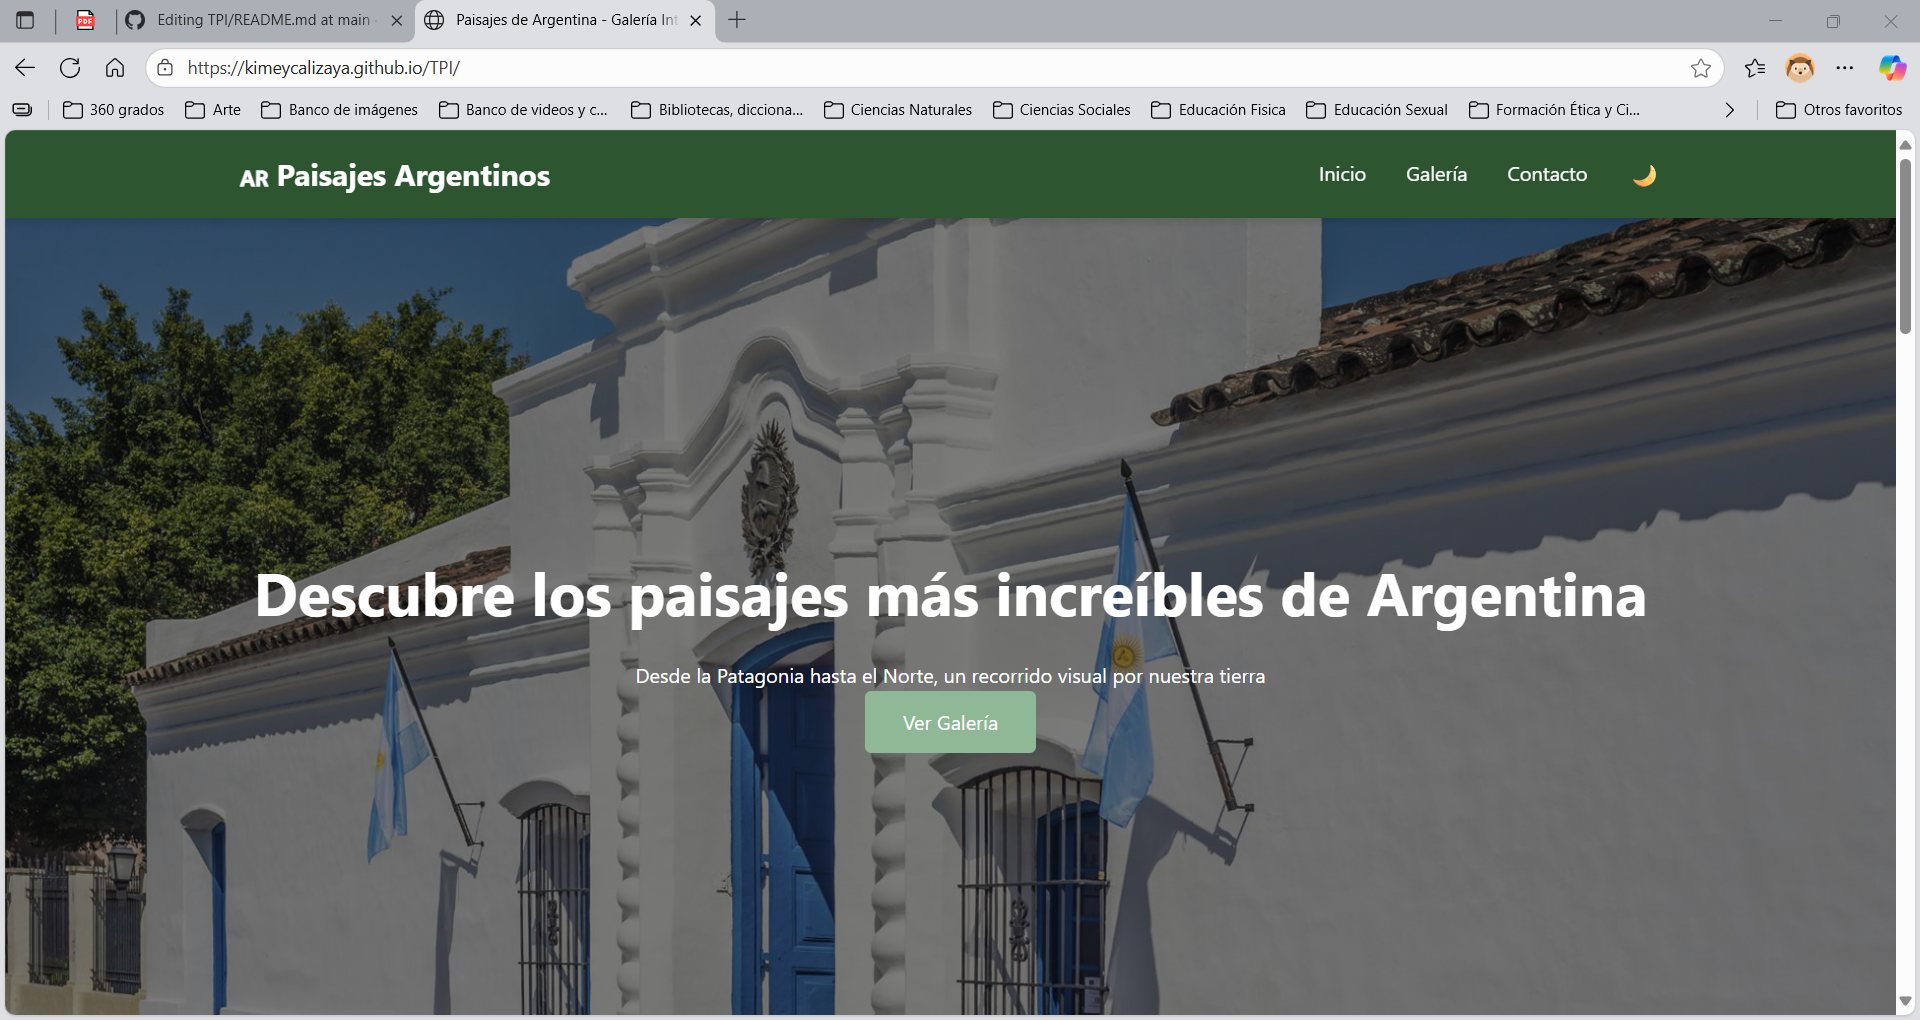 Editing TPI/README.md at main
Paisajes de Argentina - Galería Int
https://kimeycalizaya.github.io/TPI/
360 grados
Arte
Banco de imágenes
Banco de videos y c...
Bibliotecas, dicciona...
Ciencias Naturales
Ciencias Sociales
Educación Fisica
Educación Sexual
Formación Ética y Ci...
Otros favoritos
AR Paisajes Argentinos
Inicio
Galería
Contacto
Descubre los paisajes más increíbles de Argentina
Desde la Patagonia hasta el Norte, un recorrido visual por nuestra tierra
Ver Galería